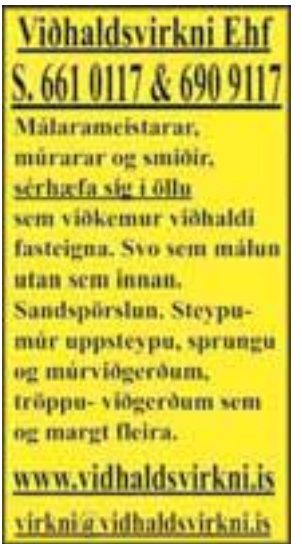 Viðhaldsvirkni Ehf
S. 661 0117 & 690 9117
Málarameistarar,
múrarar og smiðir,
sérhæfa sig í öllu
sem viðkemur viðhaldi
fasteigna. Svo sem málun
utan sem innan.
Sandspörslun. Steypu-
múr uppsteypu, sprungu
og múrviðgerðum,
tröppu- viðgerðum sem
og margt fleira.
www.vidhaldsvirkni.is
virkni@vidhaldsvirkni.is